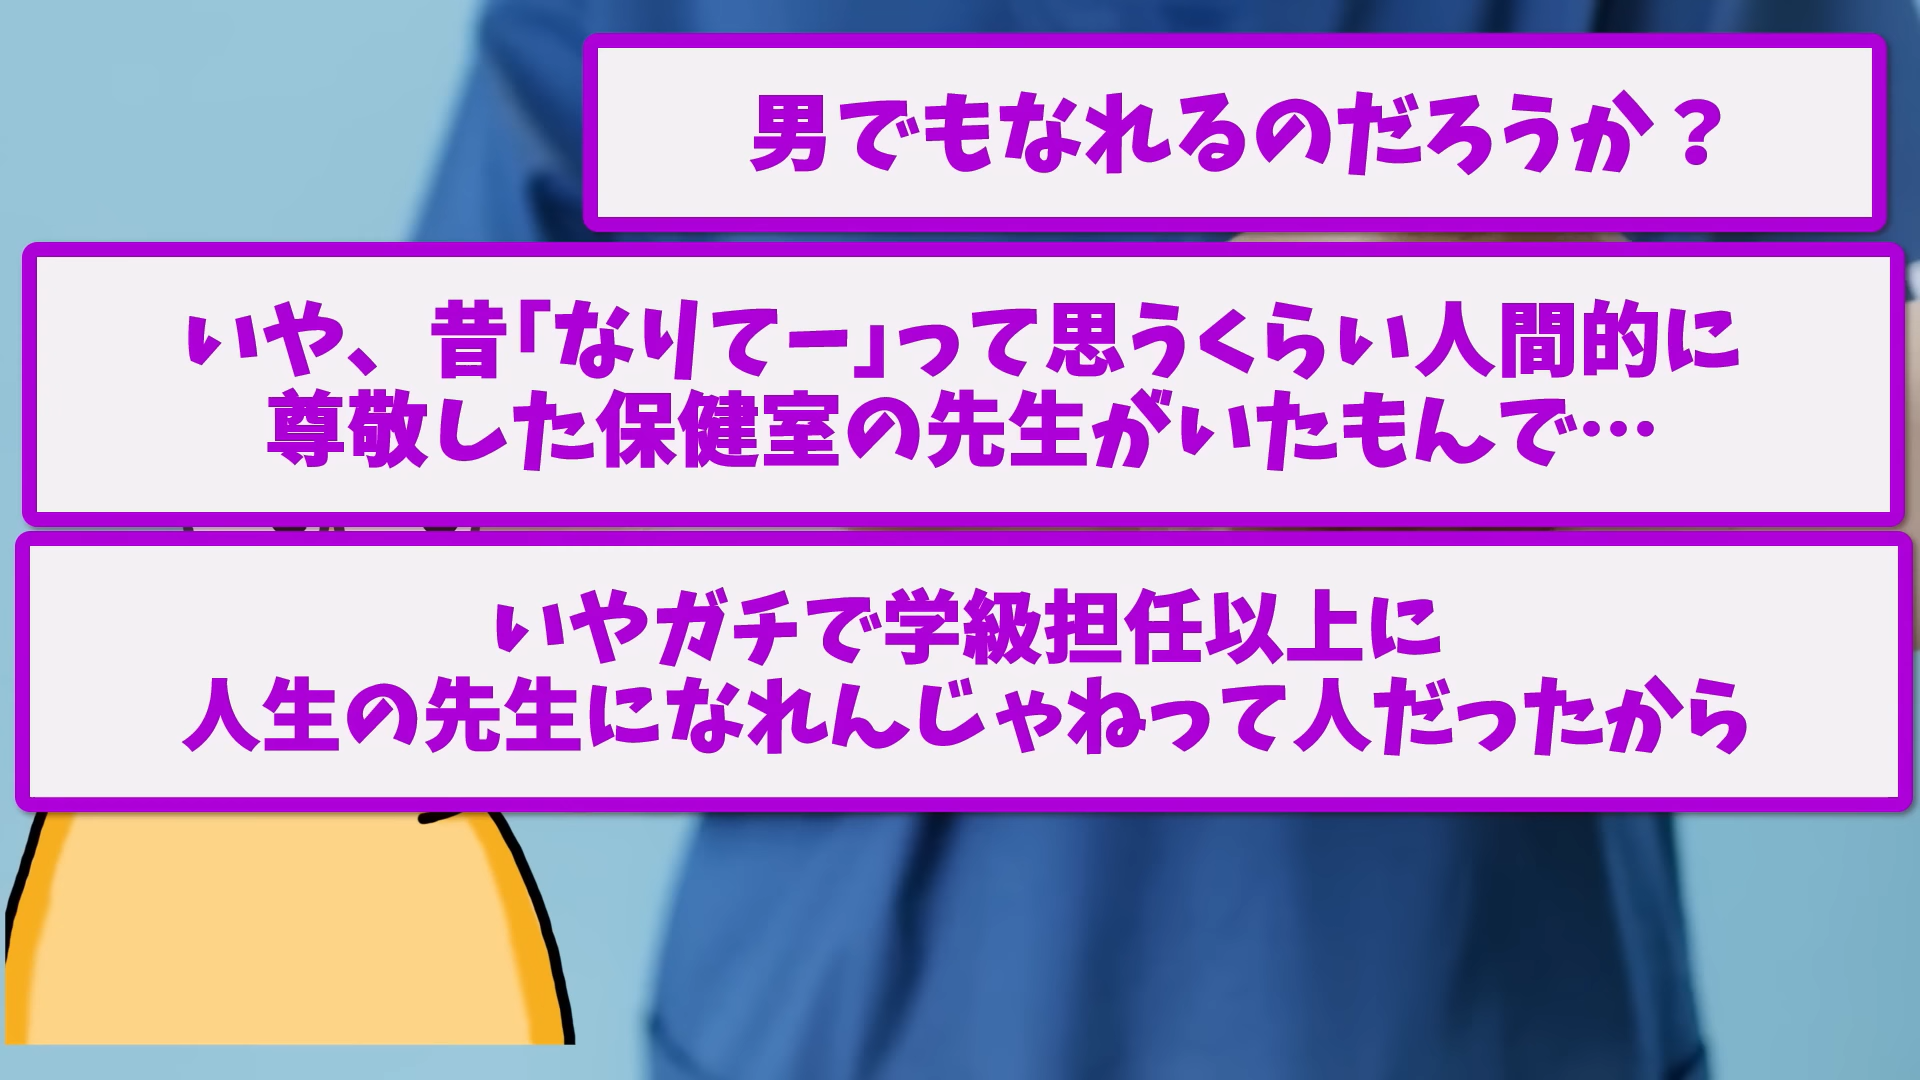 男でもなれるのだろうか？
いや、昔｢なりてー｣って思うくらい人間的に
尊敬した保健室の先生がいたもんで…
いやガチで学級担任以上に
人生の先生になれんじゃねって人だったから